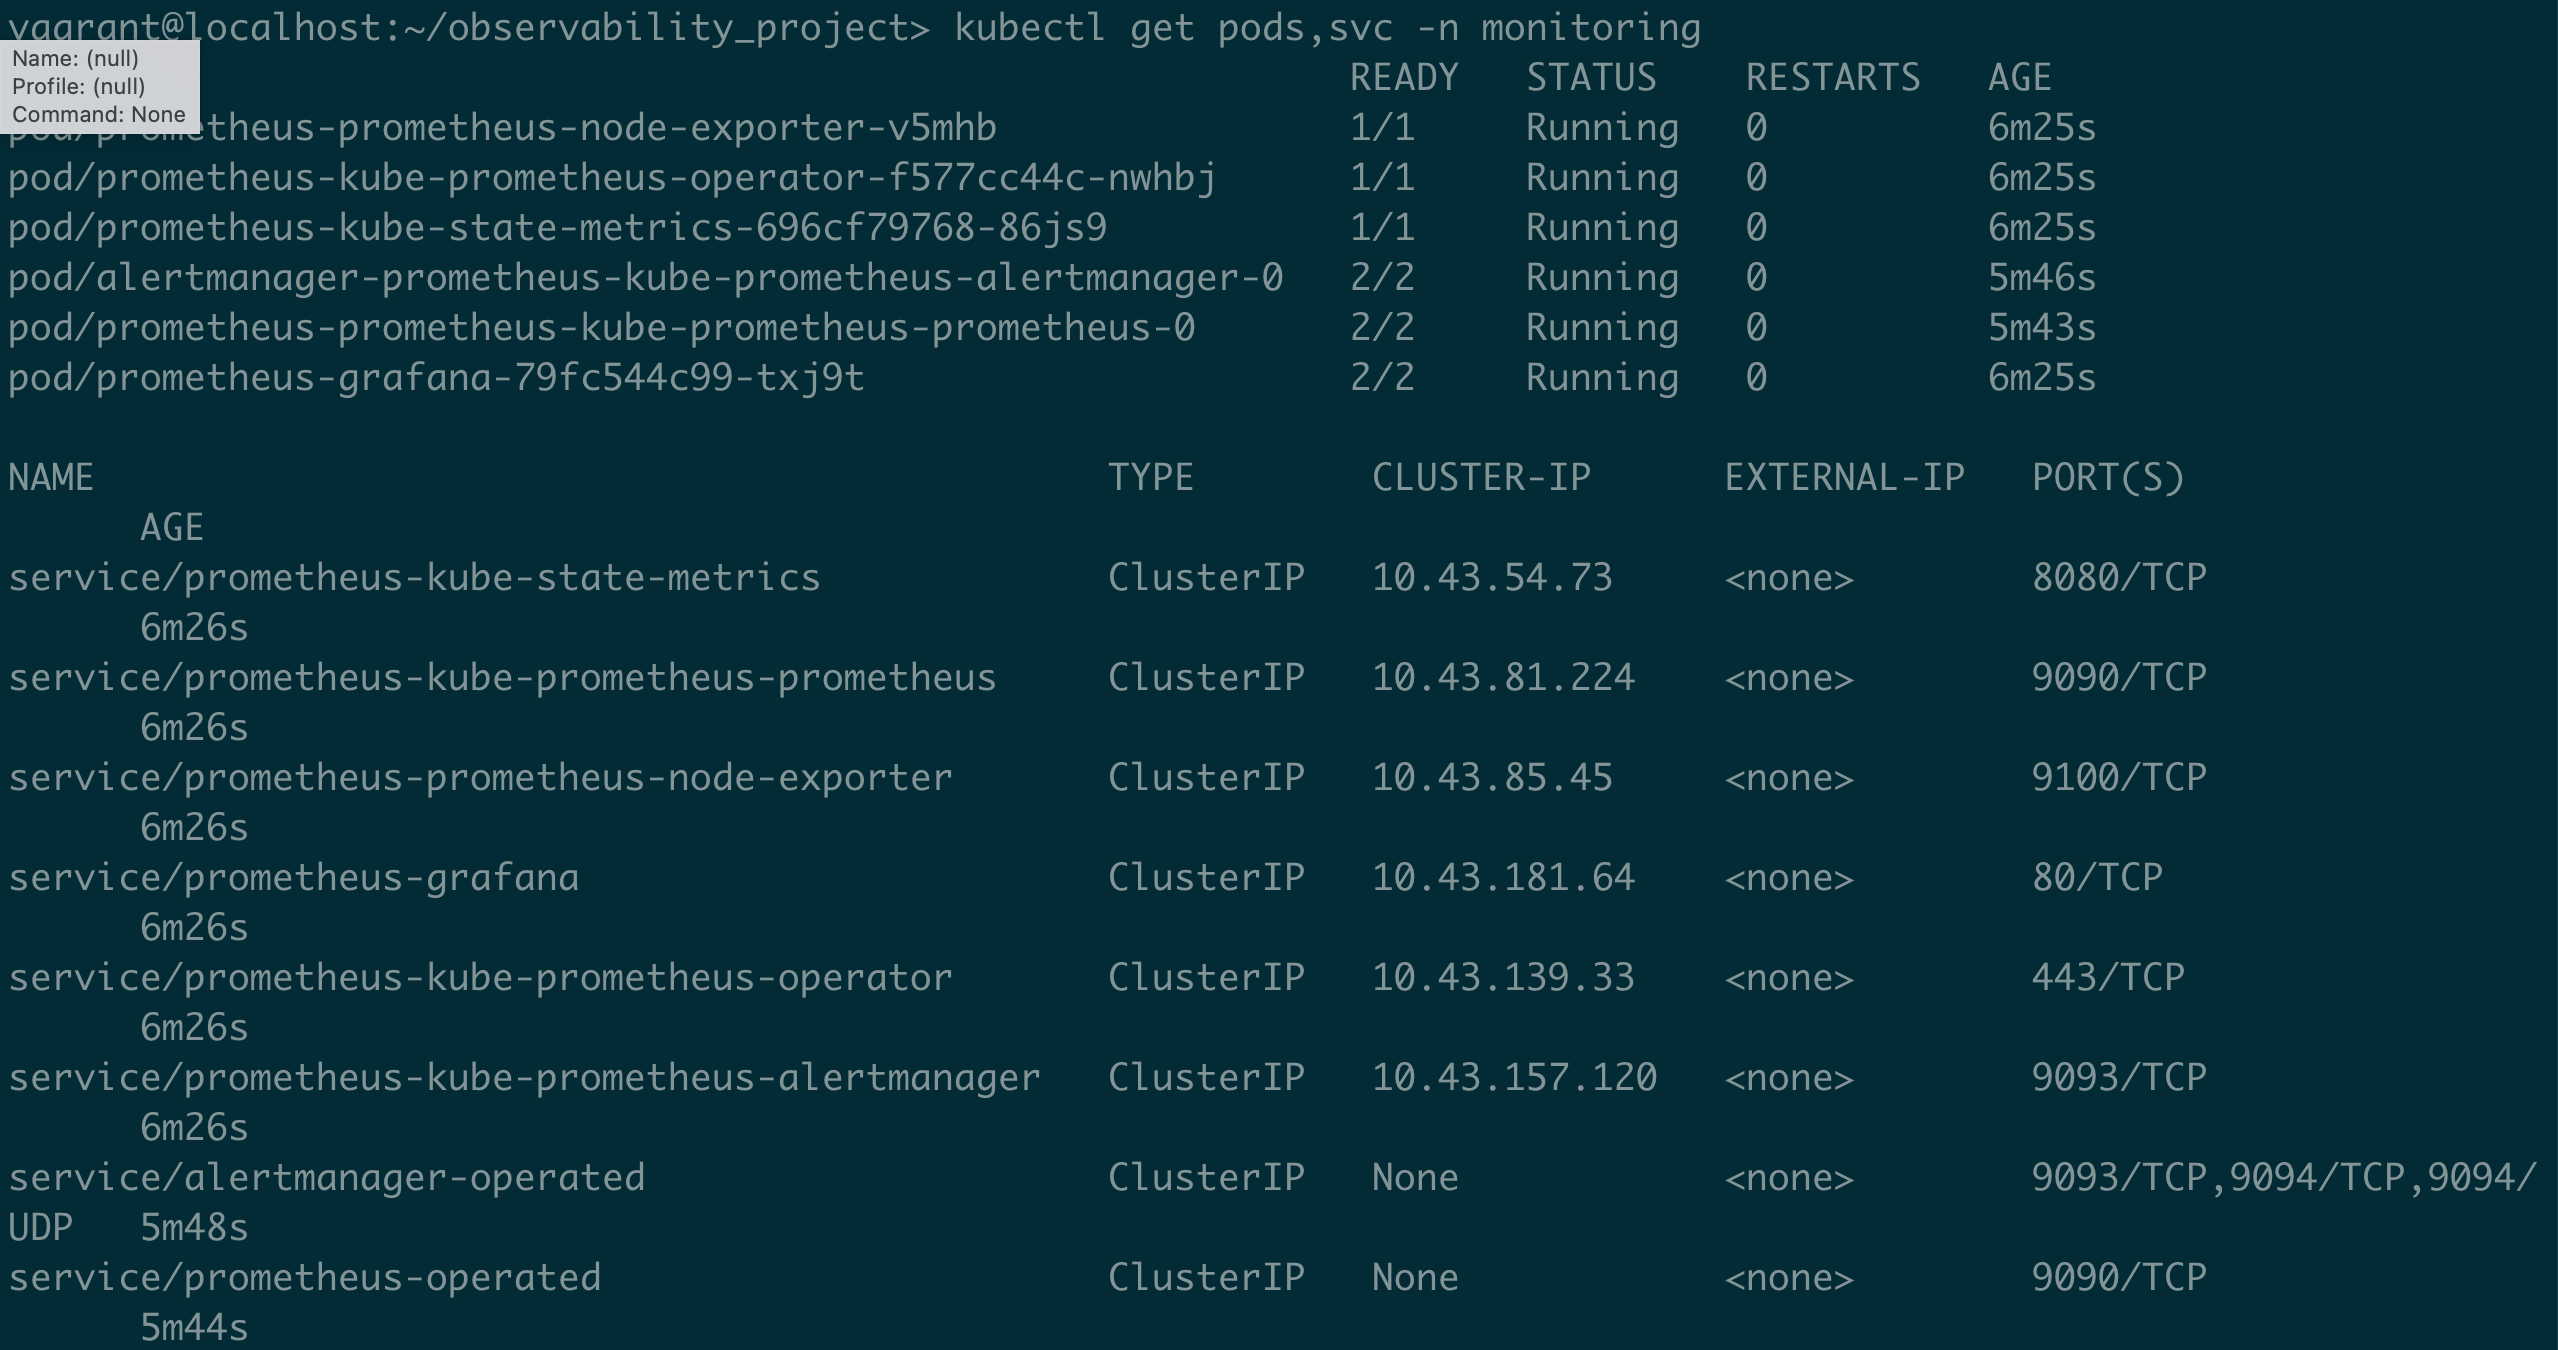 vagrant@localhost:~/observability_project> kubectl get pods,svc -n monitoring
Name: (null)
Profile: (null)
Command: None
READY STATUS RESTARTS AGE
pod/prometheus-prometheus-node-exporter-v5mhb 1/1 Running 0 6m25s
pod/prometheus-kube-prometheus-operator-f577cc44c-nwhbj 1/1 Running 0 6m25s
pod/prometheus-kube-state-metrics-696cf79768-86js9 1/1 Running 0 6m25s
pod/alertmanager-prometheus-kube-prometheus-alertmanager-0 2/2 Running 0 5m46s
pod/prometheus-prometheus-kube-prometheus-prometheus-0 2/2 Running 0 5m43s
pod/prometheus-grafana-79fc544c99-txj9t 2/2 Running 0 6m25s
NAME TYPE CLUSTER-IP EXTERNAL-IP PORT(S)
AGE
service/prometheus-kube-state-metrics ClusterIP 10.43.54.73 <none> 8080/TCP
6m26s
service/prometheus-kube-prometheus-prometheus ClusterIP 10.43.81.224 <none> 9090/TCP
6m26s
service/prometheus-prometheus-node-exporter ClusterIP 10.43.85.45 <none> 9100/TCP
6m26s
service/prometheus-grafana ClusterIP 10.43.181.64 <none> 80/TCP
6m26s
service/prometheus-kube-prometheus-operator ClusterIP 10.43.139.33 <none> 443/TCP
6m26s
service/prometheus-kube-prometheus-alertmanager ClusterIP 10.43.157.120 <none> 9093/TCP
6m26s
service/alertmanager-operated ClusterIP None <none> 9093/TCP,9094/TCP,9094/
UDP 5m48s
service/prometheus-operated ClusterIP None <none> 9090/TCP
5m44s